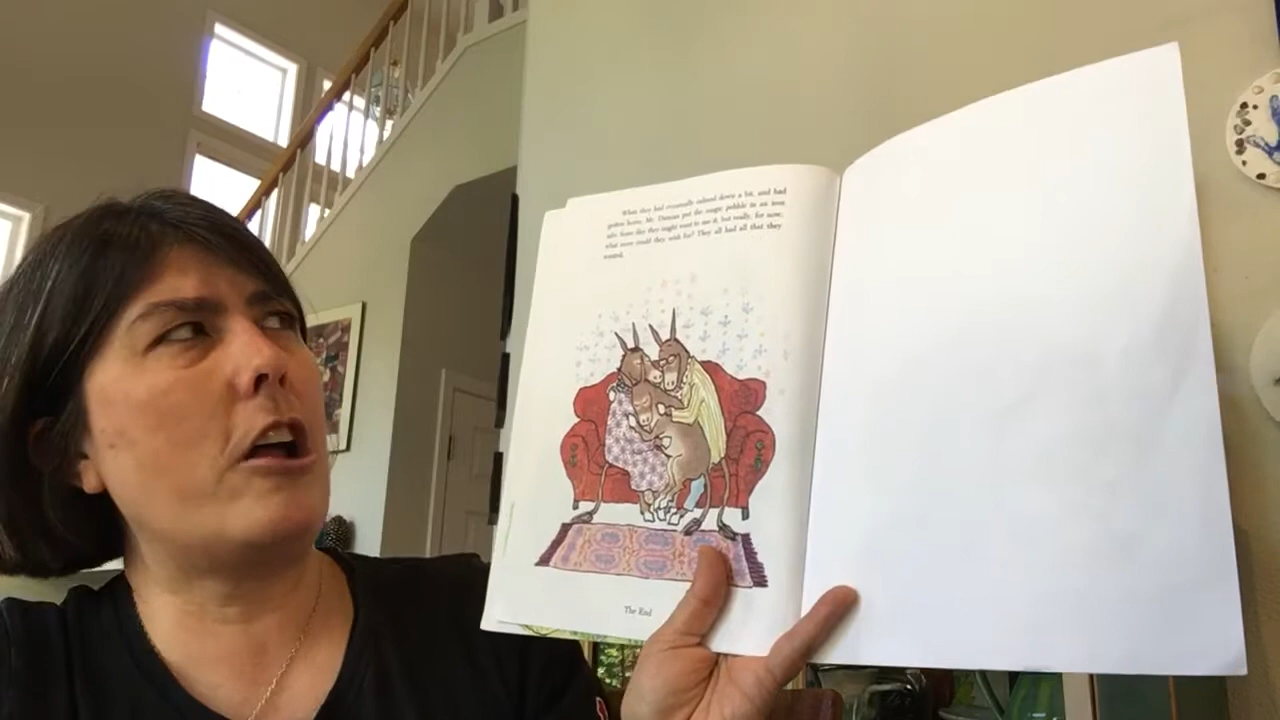 When they had eventually calmed down a bit, and had
gotten home, Mr. Duncan put the magic pebble in an iron
safe. Some day they might want to use it, but really, for now,
what more could they wish for? They all had all that they
wanted.
The End